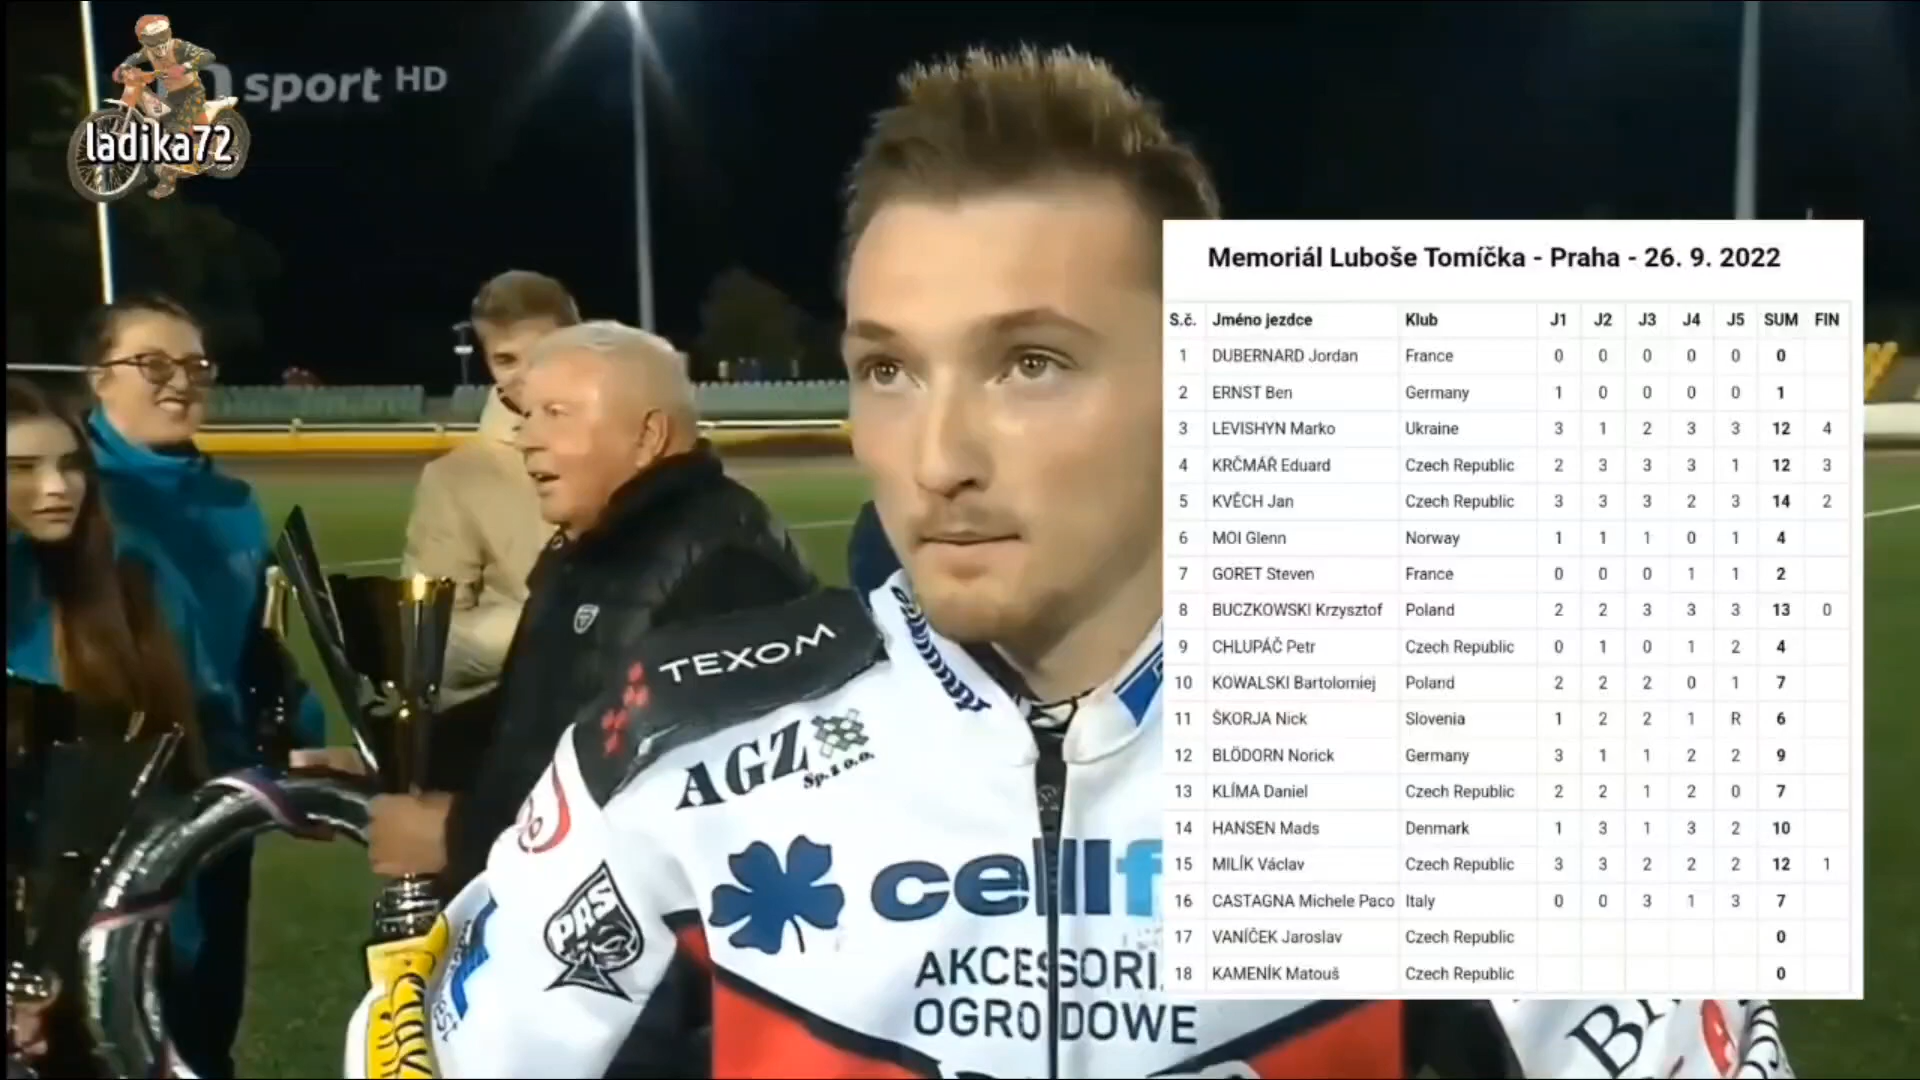 sport HD
ladika72
Memoriál Luboše Tomíčka - Praha - 26. 9. 2022
S.č. Jméno jezdce Klub J1 J2 J3 J4 J5 SUM FIN
1 DUBERNARD Jordan France 0 0 0 0 0 0
2 ERNST Ben Germany 1 0 0 0 0 1
3 LEVISHYN Marko Ukraine 3 1 2 3 3 12 4
4 KRČMÁŘ Eduard Czech Republic 2 3 3 3 1 12 3
5 KVĚCH Jan Czech Republic 3 3 3 2 3 14 2
6 MOI Glenn Norway 1 1 1 0 1 4
7 GORET Steven France 0 0 0 1 1 2
8 BUCZKOWSKI Krzysztof Poland 2 2 3 3 3 13 0
9 CHLUPÁČ Petr Czech Republic 0 1 0 1 2 4
10 KOWALSKI Bartolomiej Poland 2 2 2 0 1 7
11 ŠKORJA Nick Slovenia 1 2 2 1 R 6
12 BLÖDORN Norick Germany 3 1 1 2 2 9
13 KLÍMA Daniel Czech Republic 2 2 1 2 0 7
14 HANSEN Mads Denmark 1 3 1 3 2 10
15 MILÍK Václav Czech Republic 3 3 2 2 2 12 1
16 CASTAGNA Michele Paco Italy 0 0 3 1 3 7
17 VANÍČEK Jaroslav Czech Republic 0
18 KAMENÍK Matouš Czech Republic 0
TEXOM
AGZ
Sp. z o.o.
PRS
cellf
AKCESSORIA
OGRODOWE